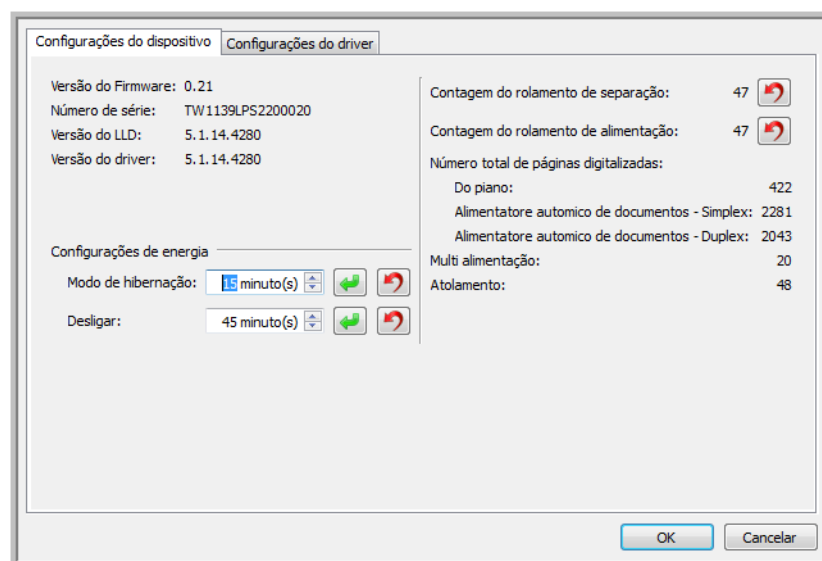 Configurações do dispositivo
Configurações do driver
Versão do Firmware: 0.21
Número de série: TW1139LPS2200020
Versão do LLD: 5.1.14.4280
Versão do driver: 5.1.14.4280
Configurações de energia
Modo de hibernação: 15 minuto(s)
Desligar: 45 minuto(s)
Contagem do rolamento de separação: 47
Contagem do rolamento de alimentação: 47
Número total de páginas digitalizadas:
Do piano: 422
Alimentatore automico de documentos - Simplex: 2281
Alimentatore automico de documentos - Duplex: 2043
Multi alimentação: 20
Atolamento: 48
OK
Cancelar